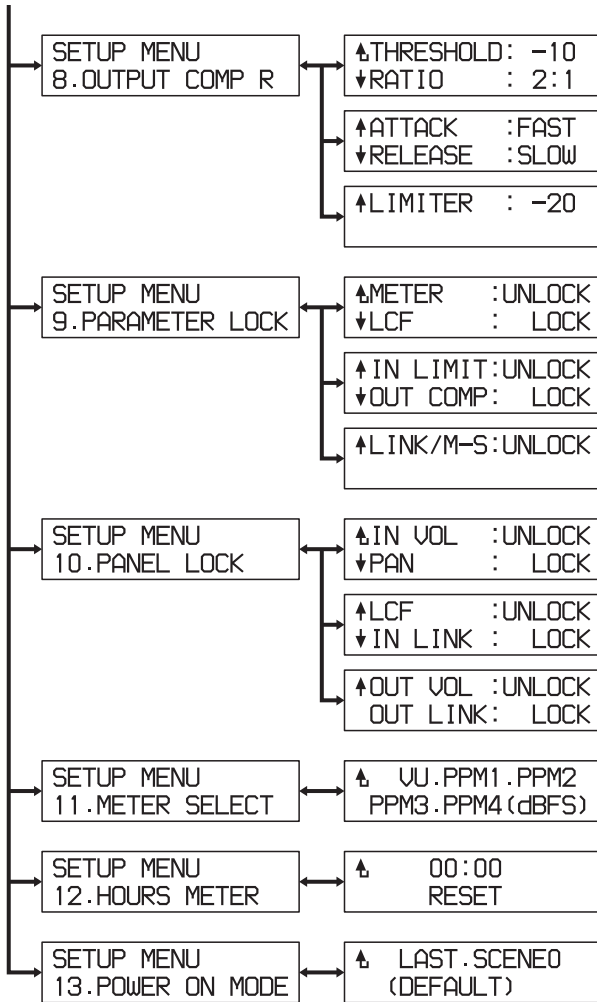 SETUP MENU
8.OUTPUT COMP R
THRESHOLD: -10
RATIO : 2:1
ATTACK :FAST
RELEASE :SLOW
LIMITER : -20
SETUP MENU
9.PARAMETER LOCK
METER :UNLOCK
LCF : LOCK
IN LIMIT:UNLOCK
OUT COMP: LOCK
LINK/M-S:UNLOCK
SETUP MENU
10.PANEL LOCK
IN VOL :UNLOCK
PAN : LOCK
LCF :UNLOCK
IN LINK : LOCK
OUT VOL :UNLOCK
OUT LINK: LOCK
SETUP MENU
11.METER SELECT
VU.PPM1.PPM2
PPM3.PPM4(dBFS)
SETUP MENU
12.HOURS METER
00:00
RESET
SETUP MENU
13.POWER ON MODE
LAST.SCENE0
(DEFAULT)